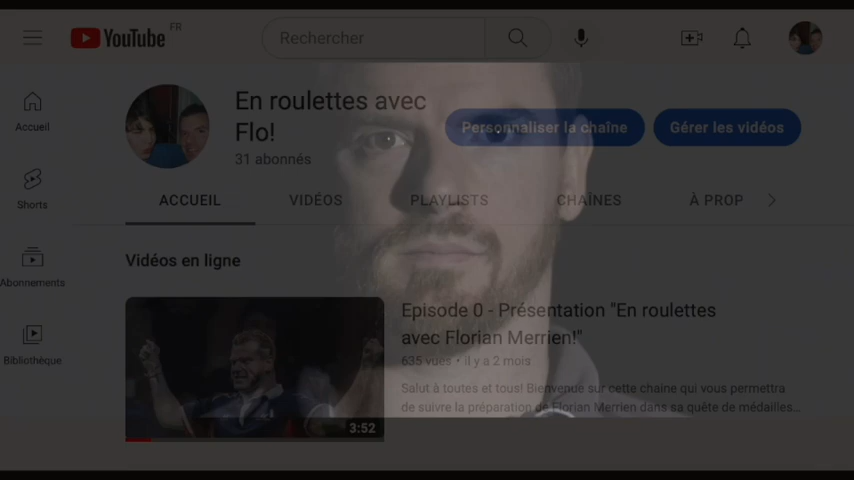 YouTube FR
Rechercher
En roulettes avec
Flo!
31 abonnés
Personnaliser la chaîne
Gérer les vidéos
Accueil
Shorts
Abonnements
Bibliothèque
ACCUEIL
VIDÉOS
PLAYLISTS
CHAÎNES
À PROP
Vidéos en ligne
3:52
Episode 0 - Présentation "En roulettes
avec Florian Merrien!"
635 vues • il y a 2 mois
Salut à toutes et tous! Bienvenue sur cette chaine qui vous permettra
de suivre la préparation de Florian Merrien dans sa quête de médailles...